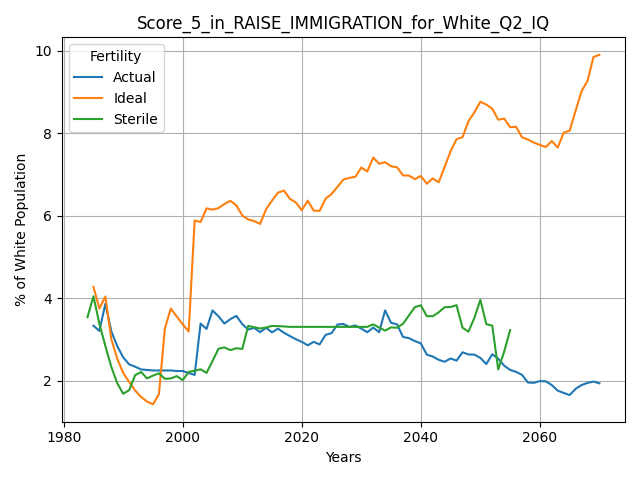 Score_5_in_RAISE_IMMIGRATION_for_White_Q2_IQ
Fertility
Actual
Ideal
Sterile
% of White Population
10
8
6
4
2
1980
2000
2020
2040
2060
Years